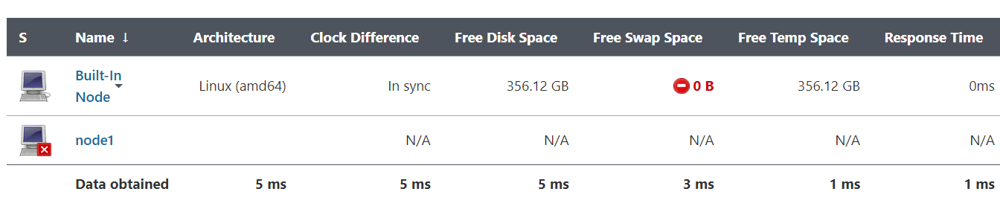 S Name ↓ Architecture Clock Difference Free Disk Space Free Swap Space Free Temp Space Response Time
Built-In
Node Linux (amd64) In sync 356.12 GB 0 B 356.12 GB 0ms
node1 N/A N/A N/A N/A N/A
Data obtained 5 ms 5 ms 5 ms 3 ms 1 ms 1 ms